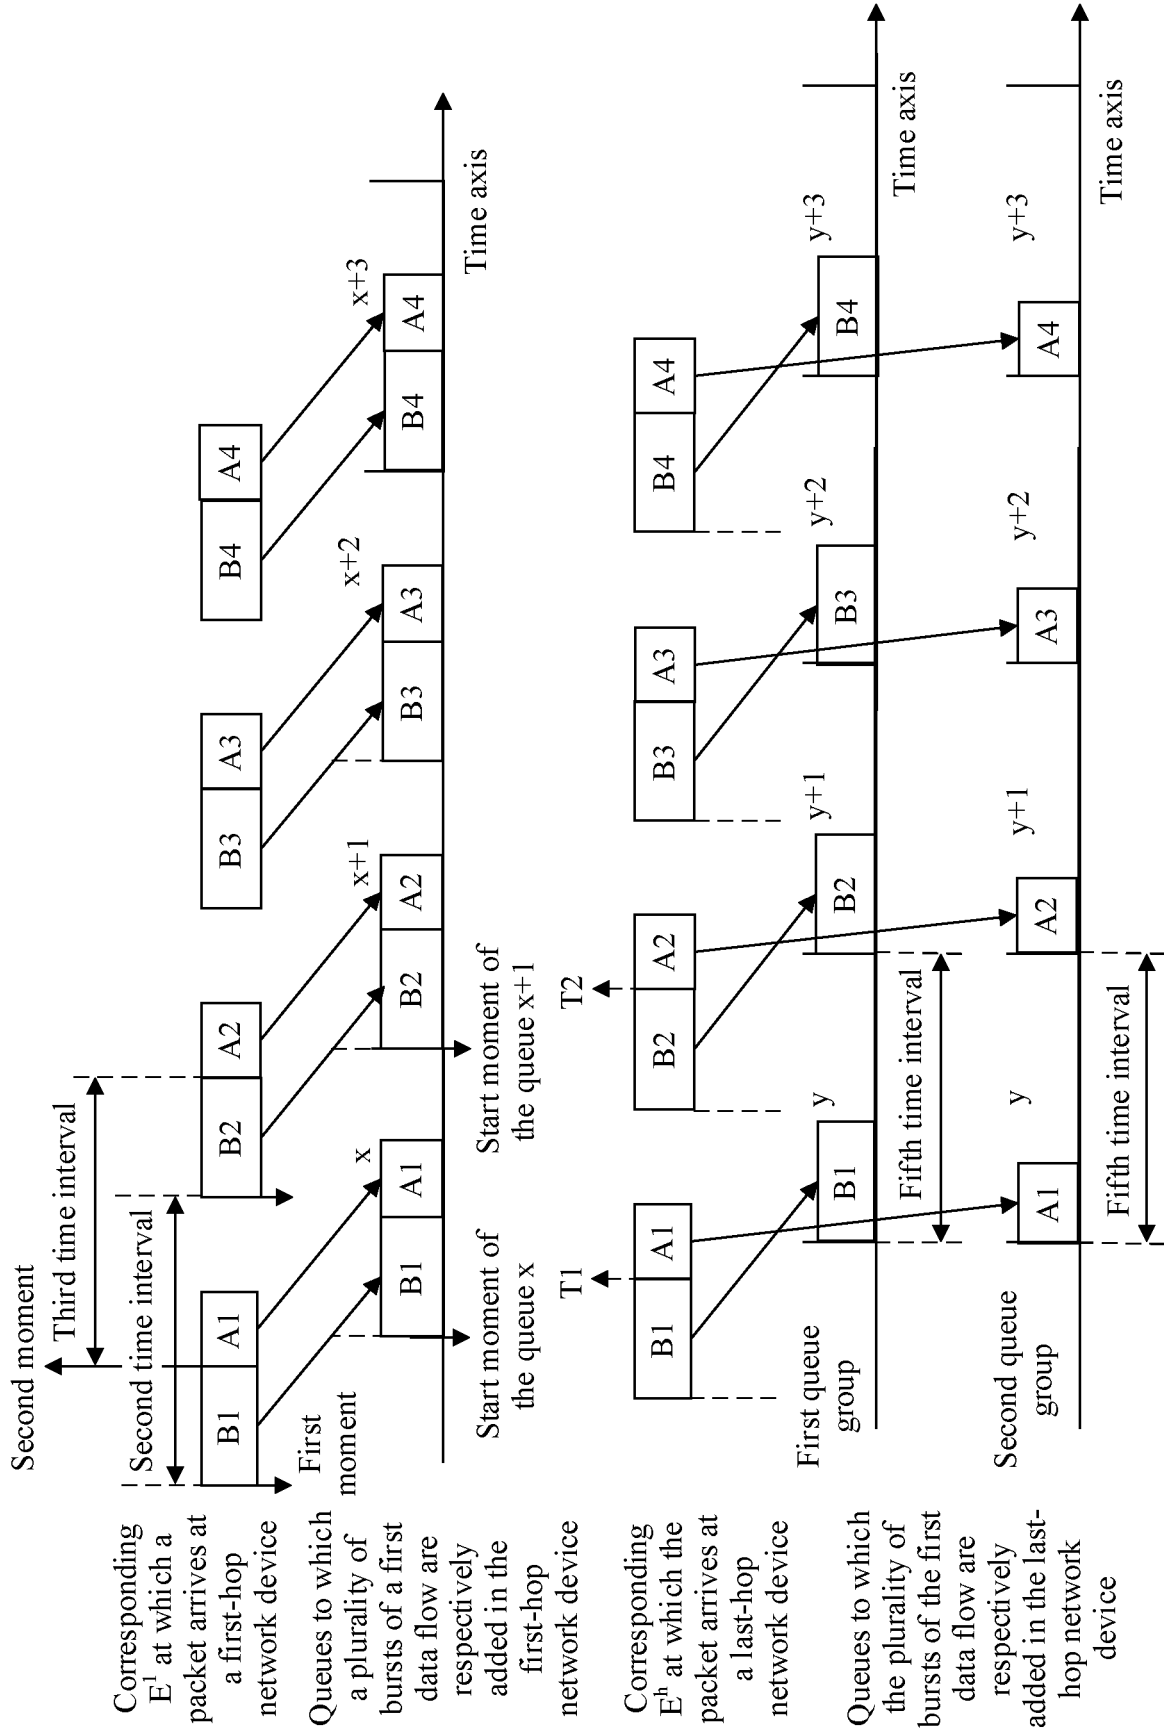 Second moment
Third time interval
Second time interval
Corresponding
E¹ at which a
packet arrives at
a first-hop
network device
B1
A1
B2
A2
B3
A3
B4
A4
First
moment
Queues to which
a plurality of
bursts of a first
data flow are
respectively
added in the
first-hop
network device
x
x+1
x+2
x+3
B1
A1
B2
A2
B3
A3
B4
A4
Time axis
Start moment of
the queue x
Start moment of
the queue x+1
T1
T2
Corresponding
Eʰ at which the
packet arrives at
a last-hop
network device
B1
A1
B2
A2
B3
A3
B4
A4
First queue
group
y
y+1
y+2
y+3
B1
B2
B3
B4
Time axis
Fifth time interval
Queues to which
the plurality of
bursts of the first
data flow are
respectively
added in the last-
hop network
device
Second queue
group
y
y+1
y+2
y+3
A1
A2
A3
A4
Time axis
Fifth time interval